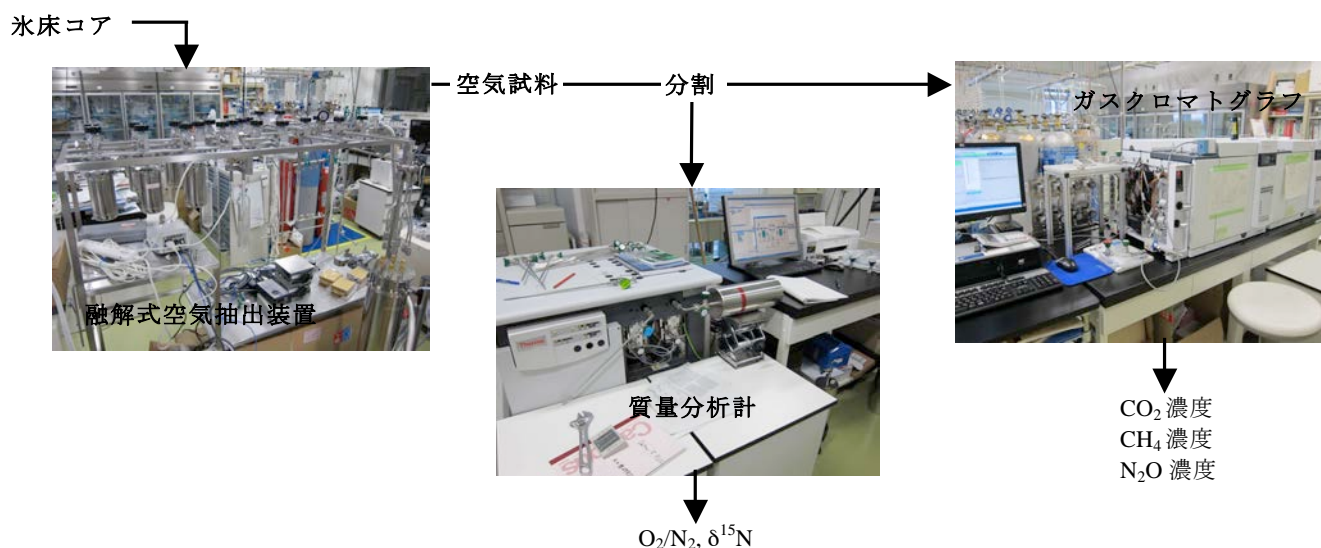 氷床コア
空気試料
分割
ガスクロマトグラフ
融解式空気抽出装置
Thermo
質量分析計
CO₂ 濃度
CH₄ 濃度
N₂O 濃度
O₂/N₂, δ¹⁵N